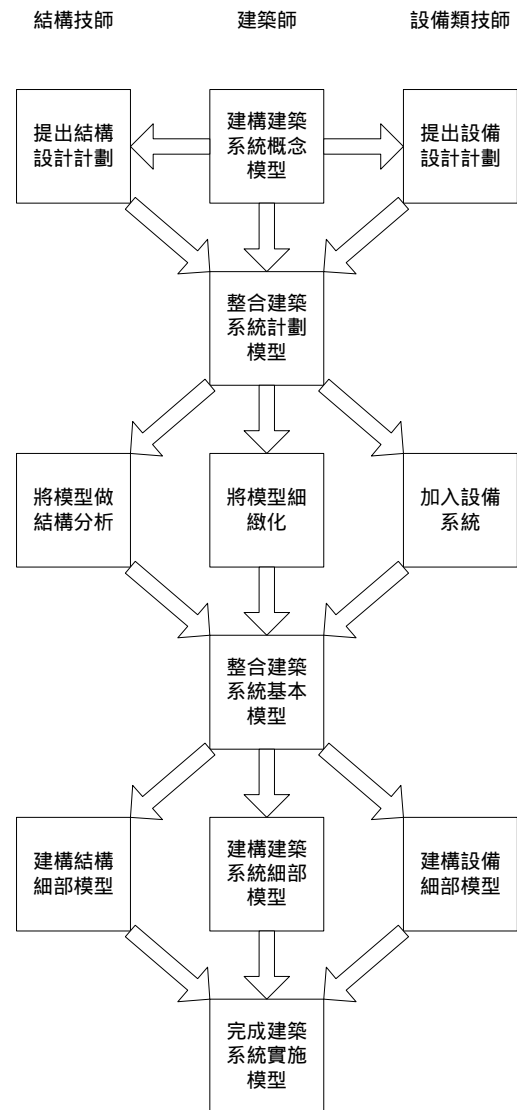 結構技師
建築師
設備類技師
提出結構
設計計劃
建構建築
系統概念
模型
提出設備
設計計劃
整合建築
系統計劃
模型
將模型做
結構分析
將模型細
緻化
加入設備
系統
整合建築
系統基本
模型
建構結構
細部模型
建構建築
系統細部
模型
建構設備
細部模型
完成建築
系統實施
模型